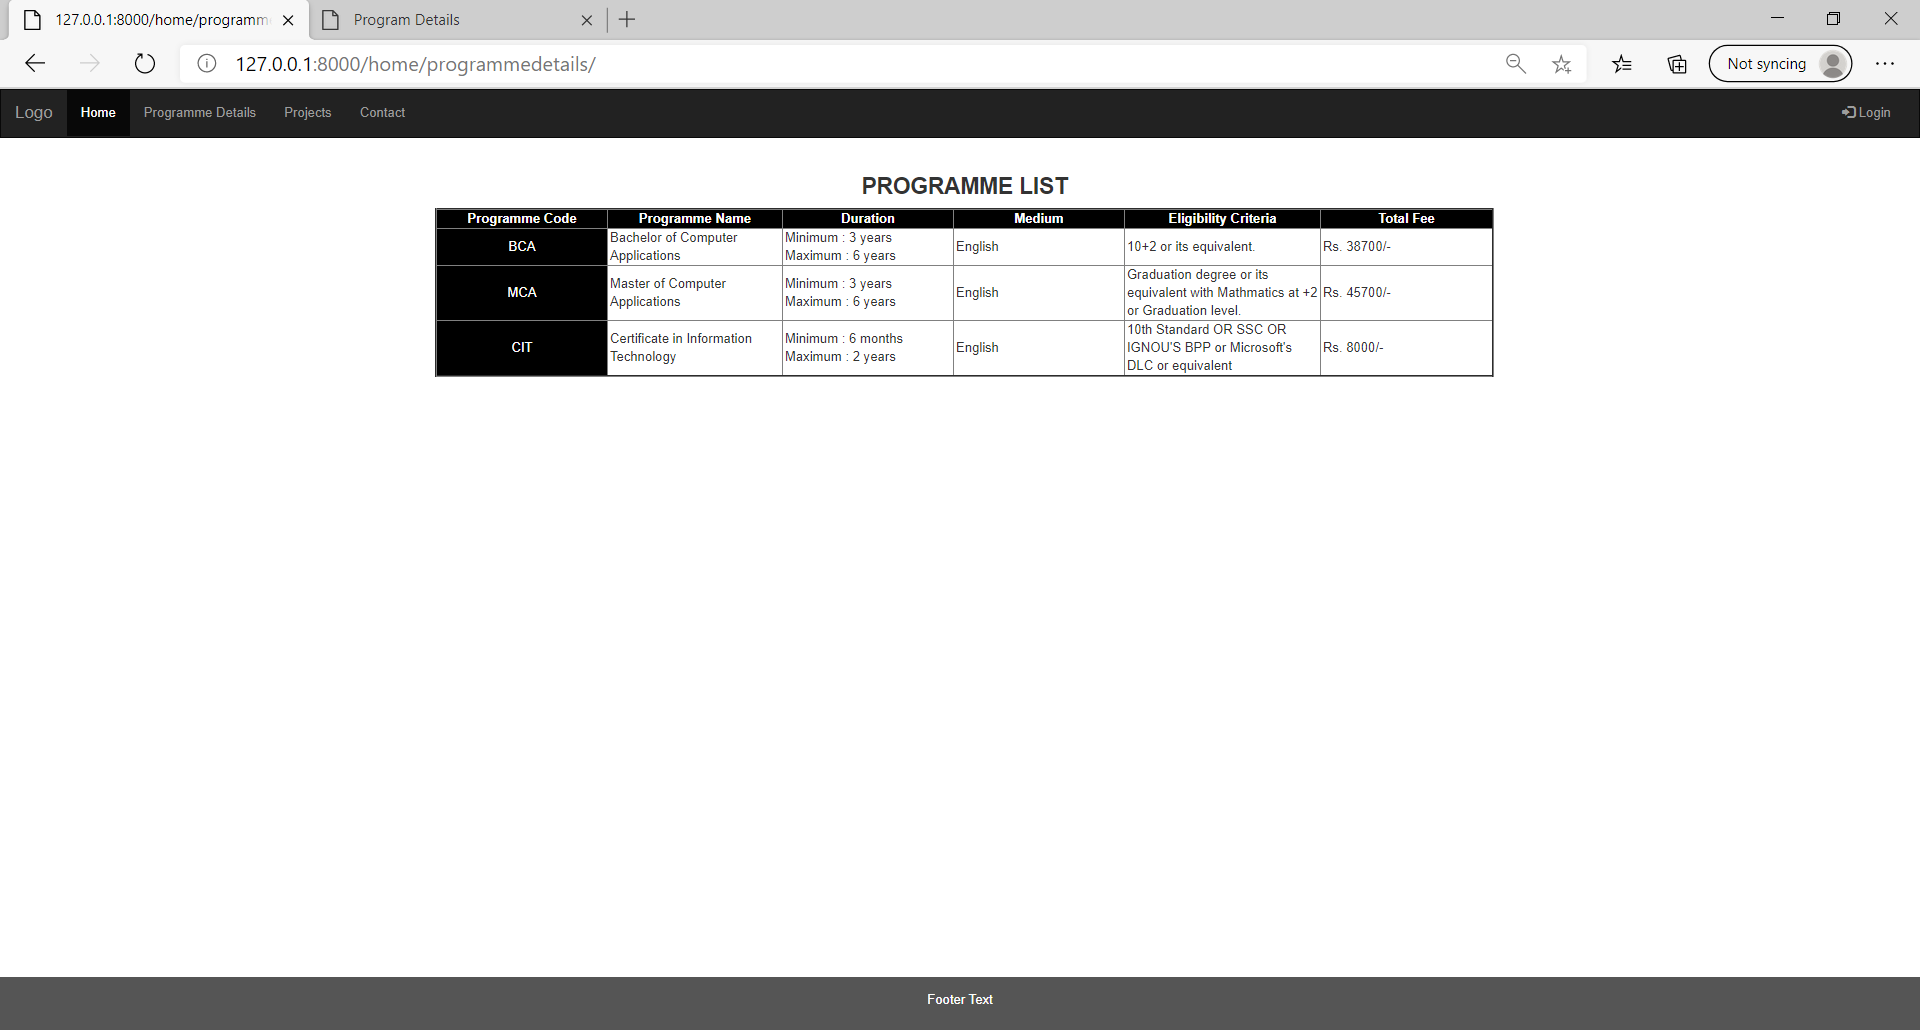 127.0.0.1:8000/home/programm
Program Details
127.0.0.1:8000/home/programmedetails/
Not syncing
Logo
Home
Programme Details
Projects
Contact
Login
PROGRAMME LIST
Programme Code
Programme Name
Duration
Medium
Eligibility Criteria
Total Fee
BCA
Bachelor of Computer
Applications
Minimum : 3 years
Maximum : 6 years
English
10+2 or its equivalent.
Rs. 38700/-
MCA
Master of Computer
Applications
Minimum : 3 years
Maximum : 6 years
English
Graduation degree or its
equivalent with Mathmatics at +2
or Graduation level.
Rs. 45700/-
CIT
Certificate in Information
Technology
Minimum : 6 months
Maximum : 2 years
English
10th Standard OR SSC OR
IGNOU'S BPP or Microsoft's
DLC or equivalent
Rs. 8000/-
Footer Text